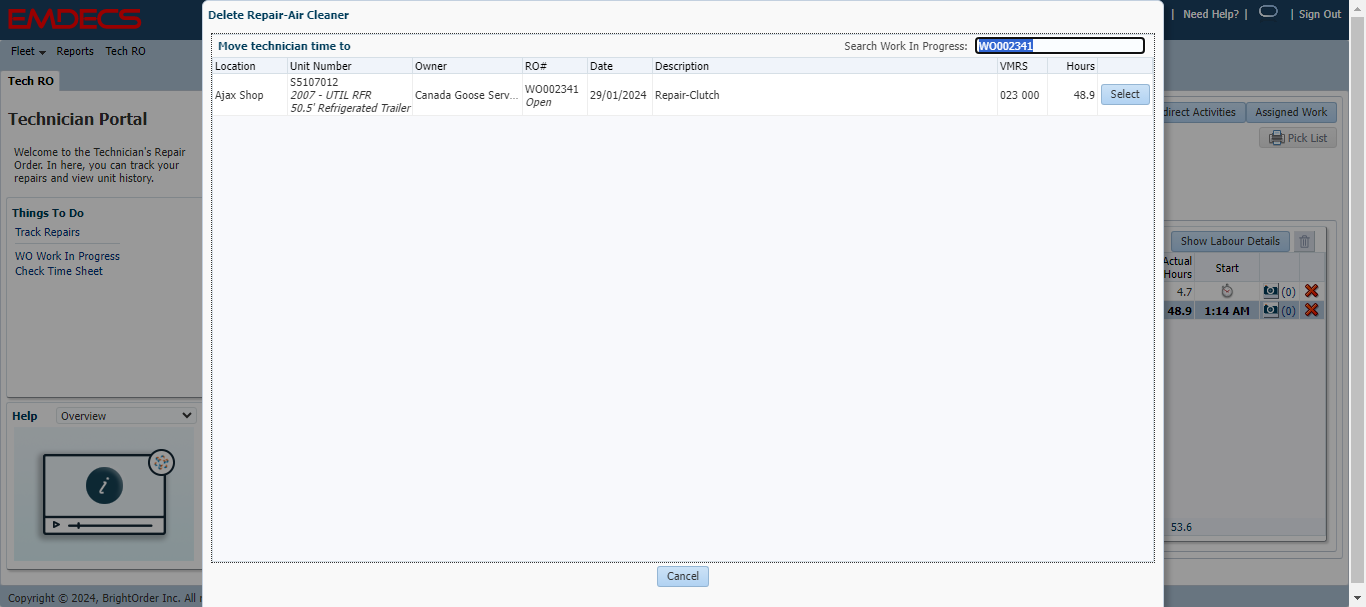 EMDECS
Delete Repair-Air Cleaner
| Need Help? | | Sign Out
Fleet Reports Tech RO
Tech RO
Move technician time to
Search Work In Progress: WO002341
Location Unit Number Owner RO# Date Description VMRS Hours
Ajax Shop
S5107012
2007 - UTIL RFR
50.5' Refrigerated Trailer
Canada Goose Serv...
WO002341
Open
29/01/2024 Repair-Clutch 023 000 48.9 Select
Technician Portal
Welcome to the Technician's Repair
Order. In here, you can track your
repairs and view unit history.
Things To Do
Track Repairs
WO Work In Progress
Check Time Sheet
direct Activities Assigned Work
Pick List
Show Labour Details
Actual
Hours
Start
4.7 (0)
48.9 1:14 AM (0)
53.6
Help Overview
i
Cancel
Copyright © 2024, BrightOrder Inc. All